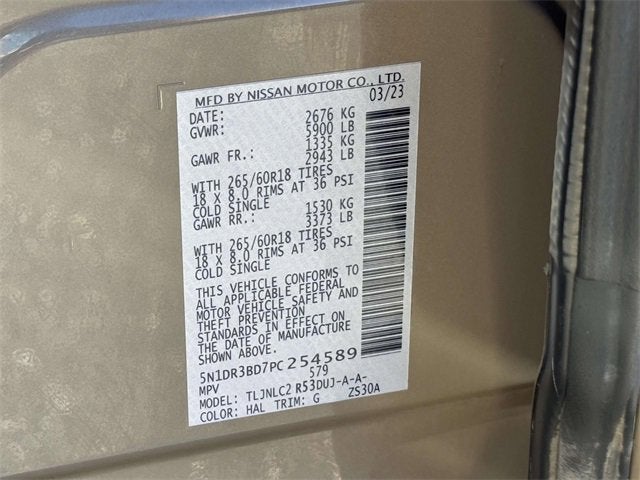 MFD BY NISSAN MOTOR CO., LTD.
DATE: 03/23
GVWR: 2676 KG
5900 LB
GAWR FR.: 1335 KG
2943 LB
WITH 265/60R18 TIRES
18 X 8.0 RIMS AT 36 PSI
COLD SINGLE
GAWR RR.: 1530 KG
3373 LB
WITH 265/60R18 TIRES
18 X 8.0 RIMS AT 36 PSI
COLD SINGLE
THIS VEHICLE CONFORMS TO
ALL APPLICABLE FEDERAL
MOTOR VEHICLE SAFETY AND
THEFT PREVENTION
STANDARDS IN EFFECT ON
THE DATE OF MANUFACTURE
SHOWN ABOVE.
5N1DR3BD7PC254589
MPV 579
MODEL: TLJNLC2 R53DUJ-A-A-
COLOR: HAL TRIM: G ZS30A